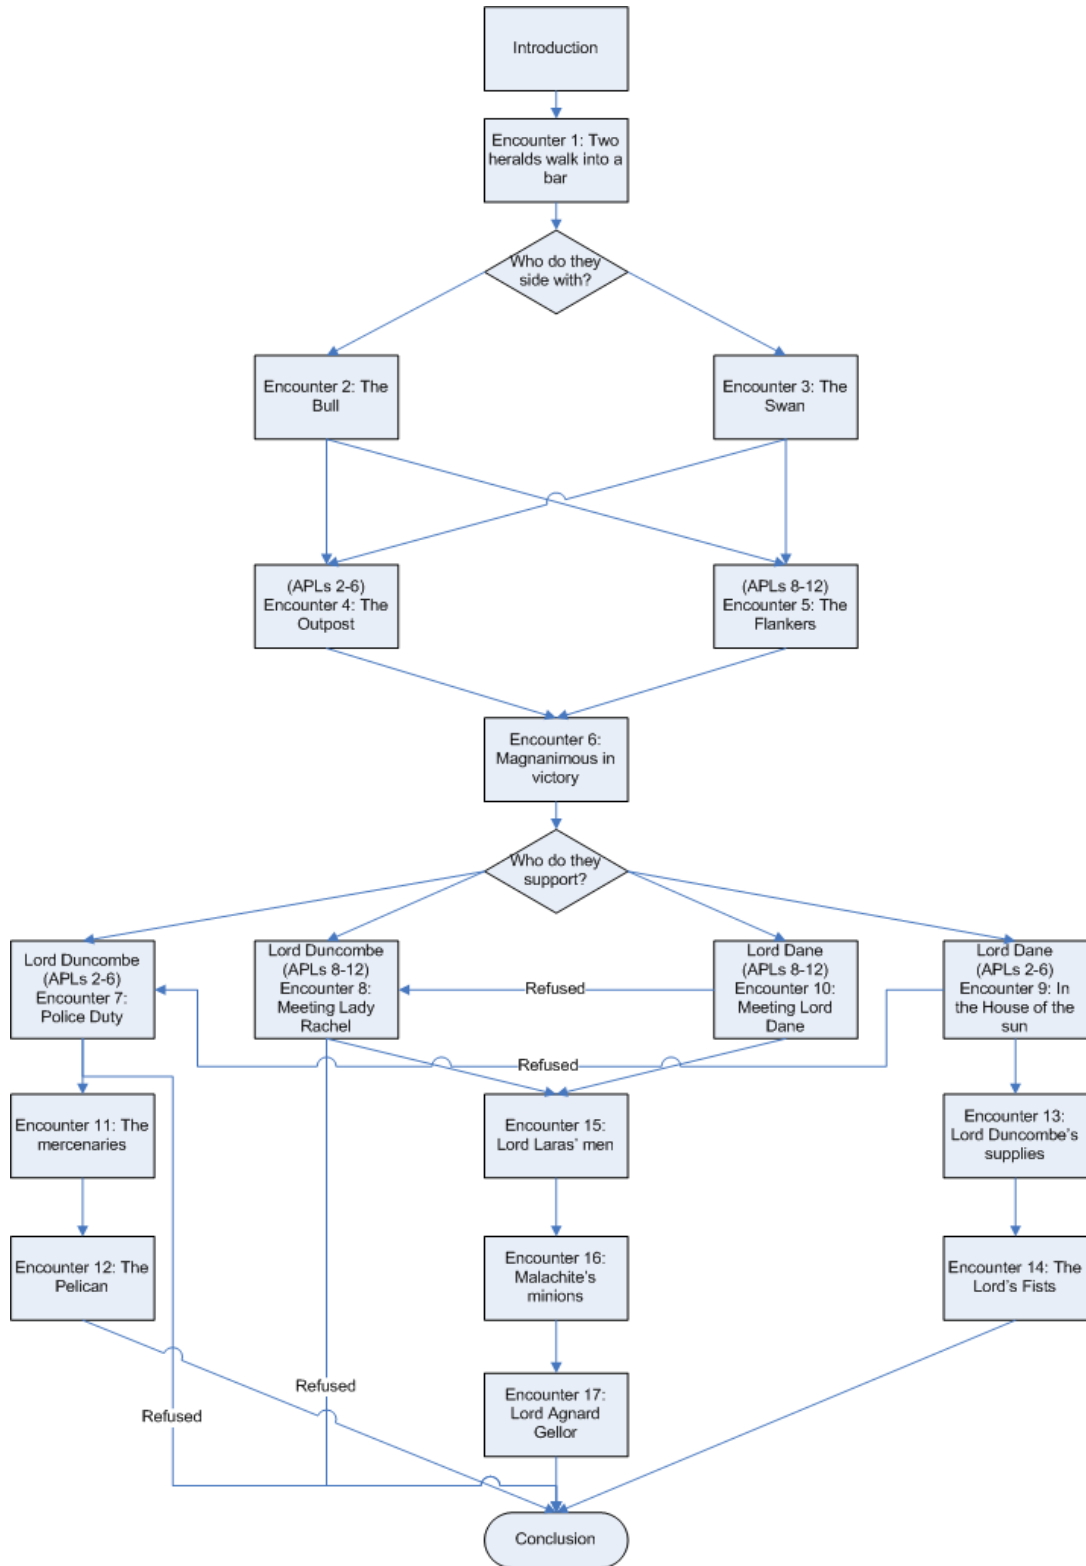 Introduction
Encounter 1: Two
heralds walk into a
bar
Who do they
side with?
Encounter 2: The
Bull
Encounter 3: The
Swan
(APLs 2-6)
Encounter 4: The
Outpost
(APLs 8-12)
Encounter 5: The
Flankers
Encounter 6:
Magnanimous in
victory
Who do they
support?
Lord Duncombe
(APLs 2-6)
Encounter 7:
Police Duty
Lord Duncombe
(APLs 8-12)
Encounter 8:
Meeting Lady
Rachel
Refused
Lord Dane
(APLs 8-12)
Encounter 10:
Meeting Lord
Dane
Lord Dane
(APLs 2-6)
Encounter 9: In
the House of the
sun
Refused
Encounter 11: The
mercenaries
Encounter 15:
Lord Laras' men
Encounter 13:
Lord Duncombe's
supplies
Encounter 12: The
Pelican
Encounter 16:
Malachite's
minions
Encounter 14: The
Lord's Fists
Refused
Refused
Encounter 17:
Lord Agnard
Gellor
Conclusion